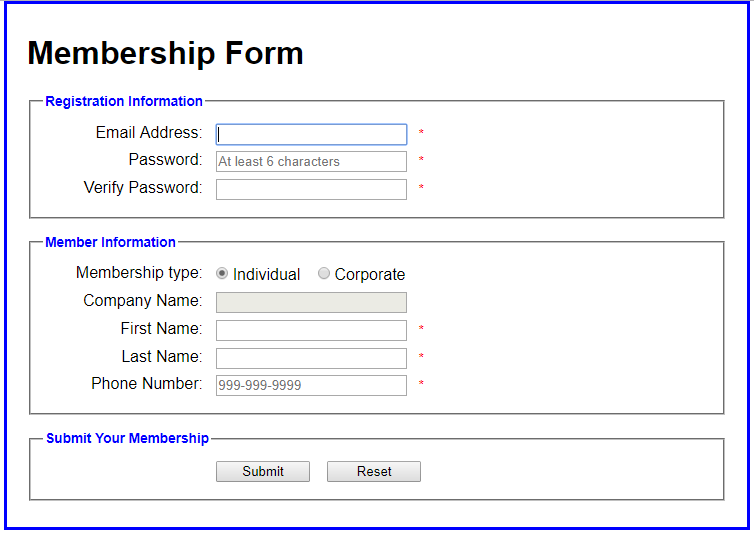 Membership Form
Registration Information
Email Address: *
Password: At least 6 characters *
Verify Password: *
Member Information
Membership type: Individual Corporate
Company Name:
First Name: *
Last Name: *
Phone Number: 999-999-9999 *
Submit Your Membership
Submit Reset